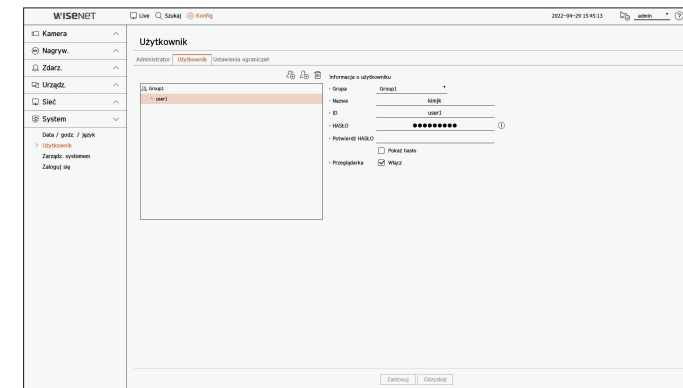 WISENET
Live Szukaj Konfig
2022-04-29 15:45:13
admin
Kamera
Nagryw.
Zdarz.
Urządz.
Sieć
System
Data / godz. / język
Użytkownik
Zarządz. systemem
Zaloguj się
Użytkownik
Administrator Użytkownik Ustawienia ograniczeń
Group1
user1
Informacja o użytkowniku
Grupa Group1
Nazwa kimjk
ID user1
HASŁO ●●●●●●●●●
Potwierdź HASŁO
Pokaż hasło
Przeglądarka Włącz
Zastosuj Odzyskaj